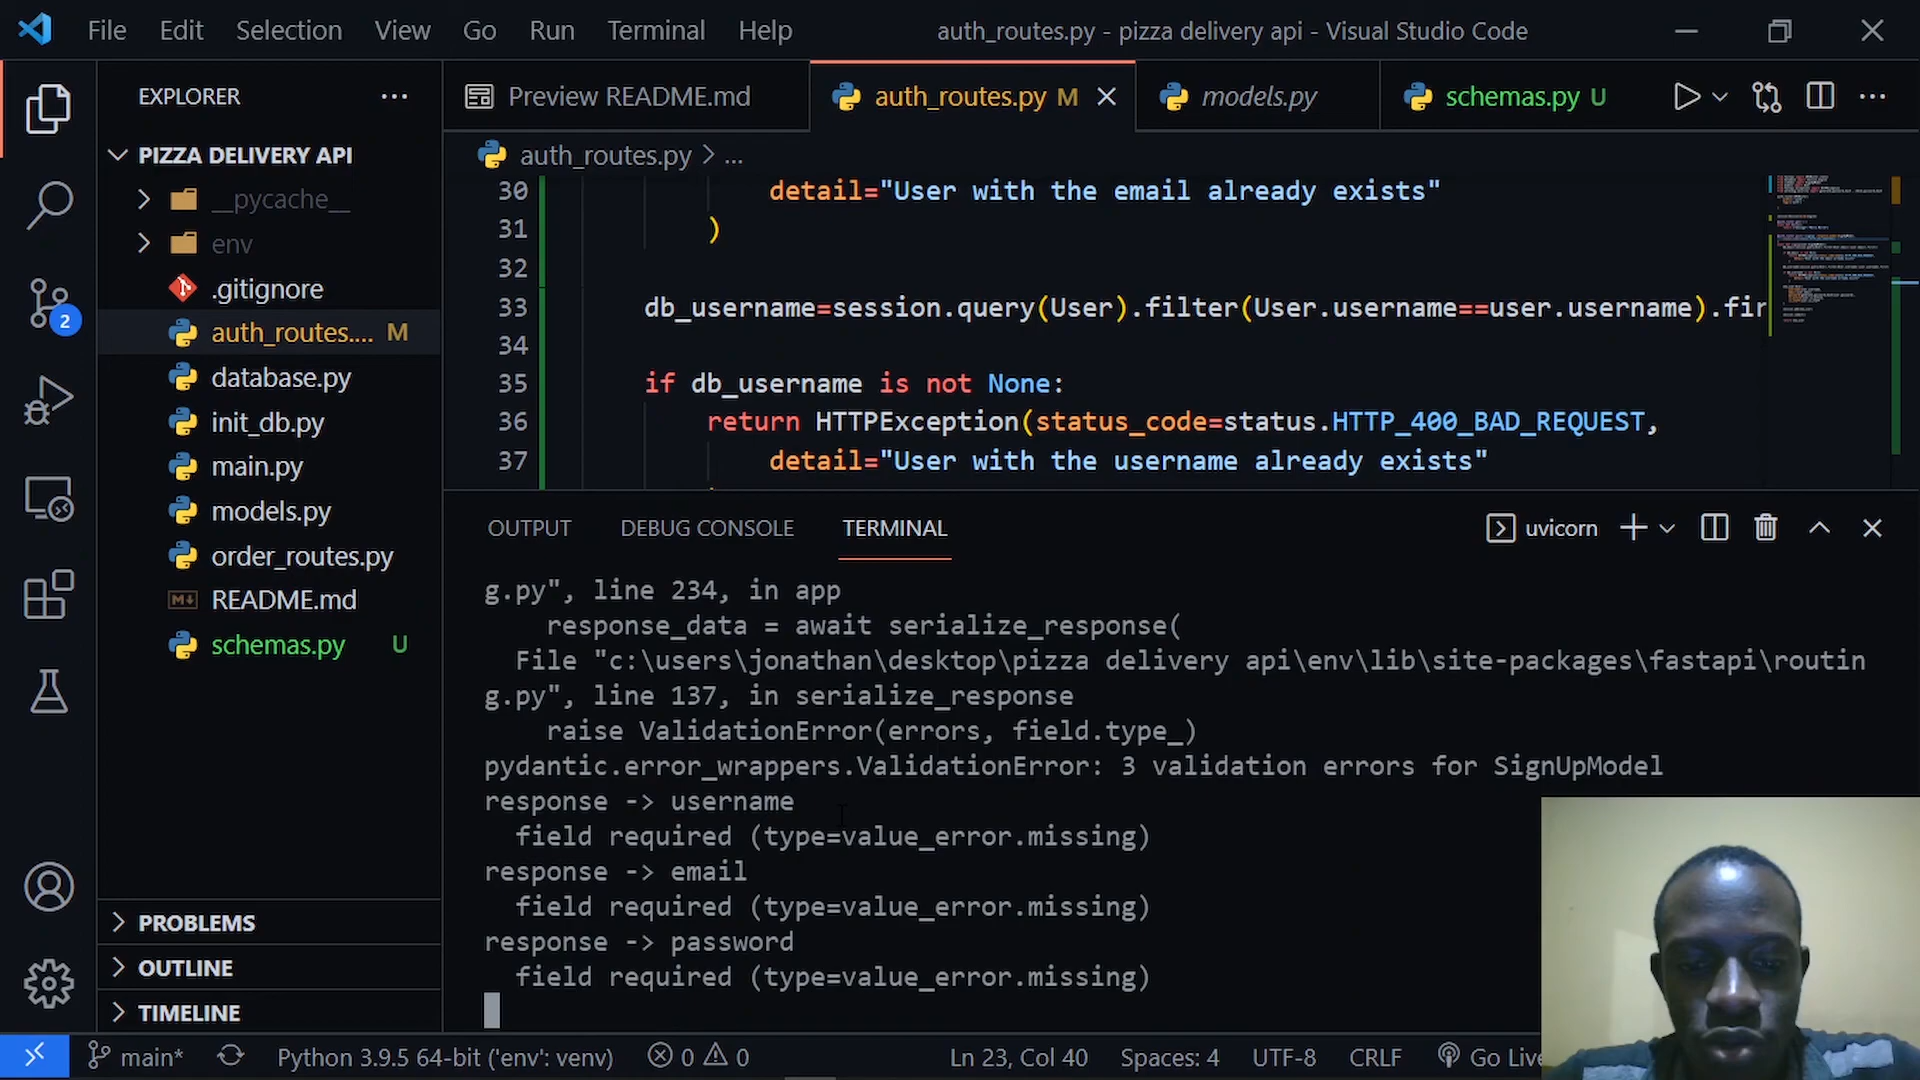 File Edit Selection View Go Run Terminal Help
auth_routes.py - pizza delivery api - Visual Studio Code
EXPLORER
Preview README.md
auth_routes.py M
models.py
schemas.py U
PIZZA DELIVERY API
__pycache__
env
.gitignore
auth_routes.... M
database.py
init_db.py
main.py
models.py
order_routes.py
README.md
schemas.py U
PROBLEMS
OUTLINE
TIMELINE
2
auth_routes.py > ...
30 detail="User with the email already exists"
31 )
32
33 db_username=session.query(User).filter(User.username==user.username).fir
34
35 if db_username is not None:
36 return HTTPException(status_code=status.HTTP_400_BAD_REQUEST,
37 detail="User with the username already exists"
OUTPUT DEBUG CONSOLE TERMINAL
uvicorn
g.py", line 234, in app
response_data = await serialize_response(
File "c:\users\jonathan\desktop\pizza delivery api\env\lib\site-packages\fastapi\routin
g.py", line 137, in serialize_response
raise ValidationError(errors, field.type_)
pydantic.error_wrappers.ValidationError: 3 validation errors for SignUpModel
response -> username
field required (type=value_error.missing)
response -> email
field required (type=value_error.missing)
response -> password
field required (type=value_error.missing)
main* Python 3.9.5 64-bit ('env': venv) 0 0 Ln 23, Col 40 Spaces: 4 UTF-8 CRLF Go Live